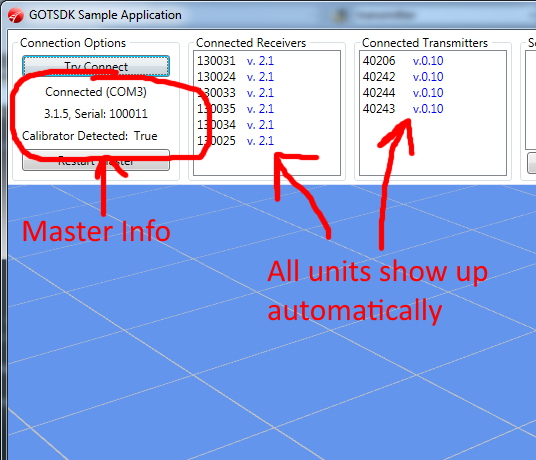 GOTSDK Sample Application
Connection Options
Try Connect
Connected (COM3)
3.1.5, Serial: 100011
Calibrator Detected: True
Restart Master
Connected Receivers
130031 v. 2.1
130024 v. 2.1
130033 v. 2.1
130035 v. 2.1
130034 v. 2.1
130025 v. 2.1
Connected Transmitters
40206 v.0.10
40242 v.0.10
40244 v.0.10
40243 v.0.10
Master Info
All units show up
automatically